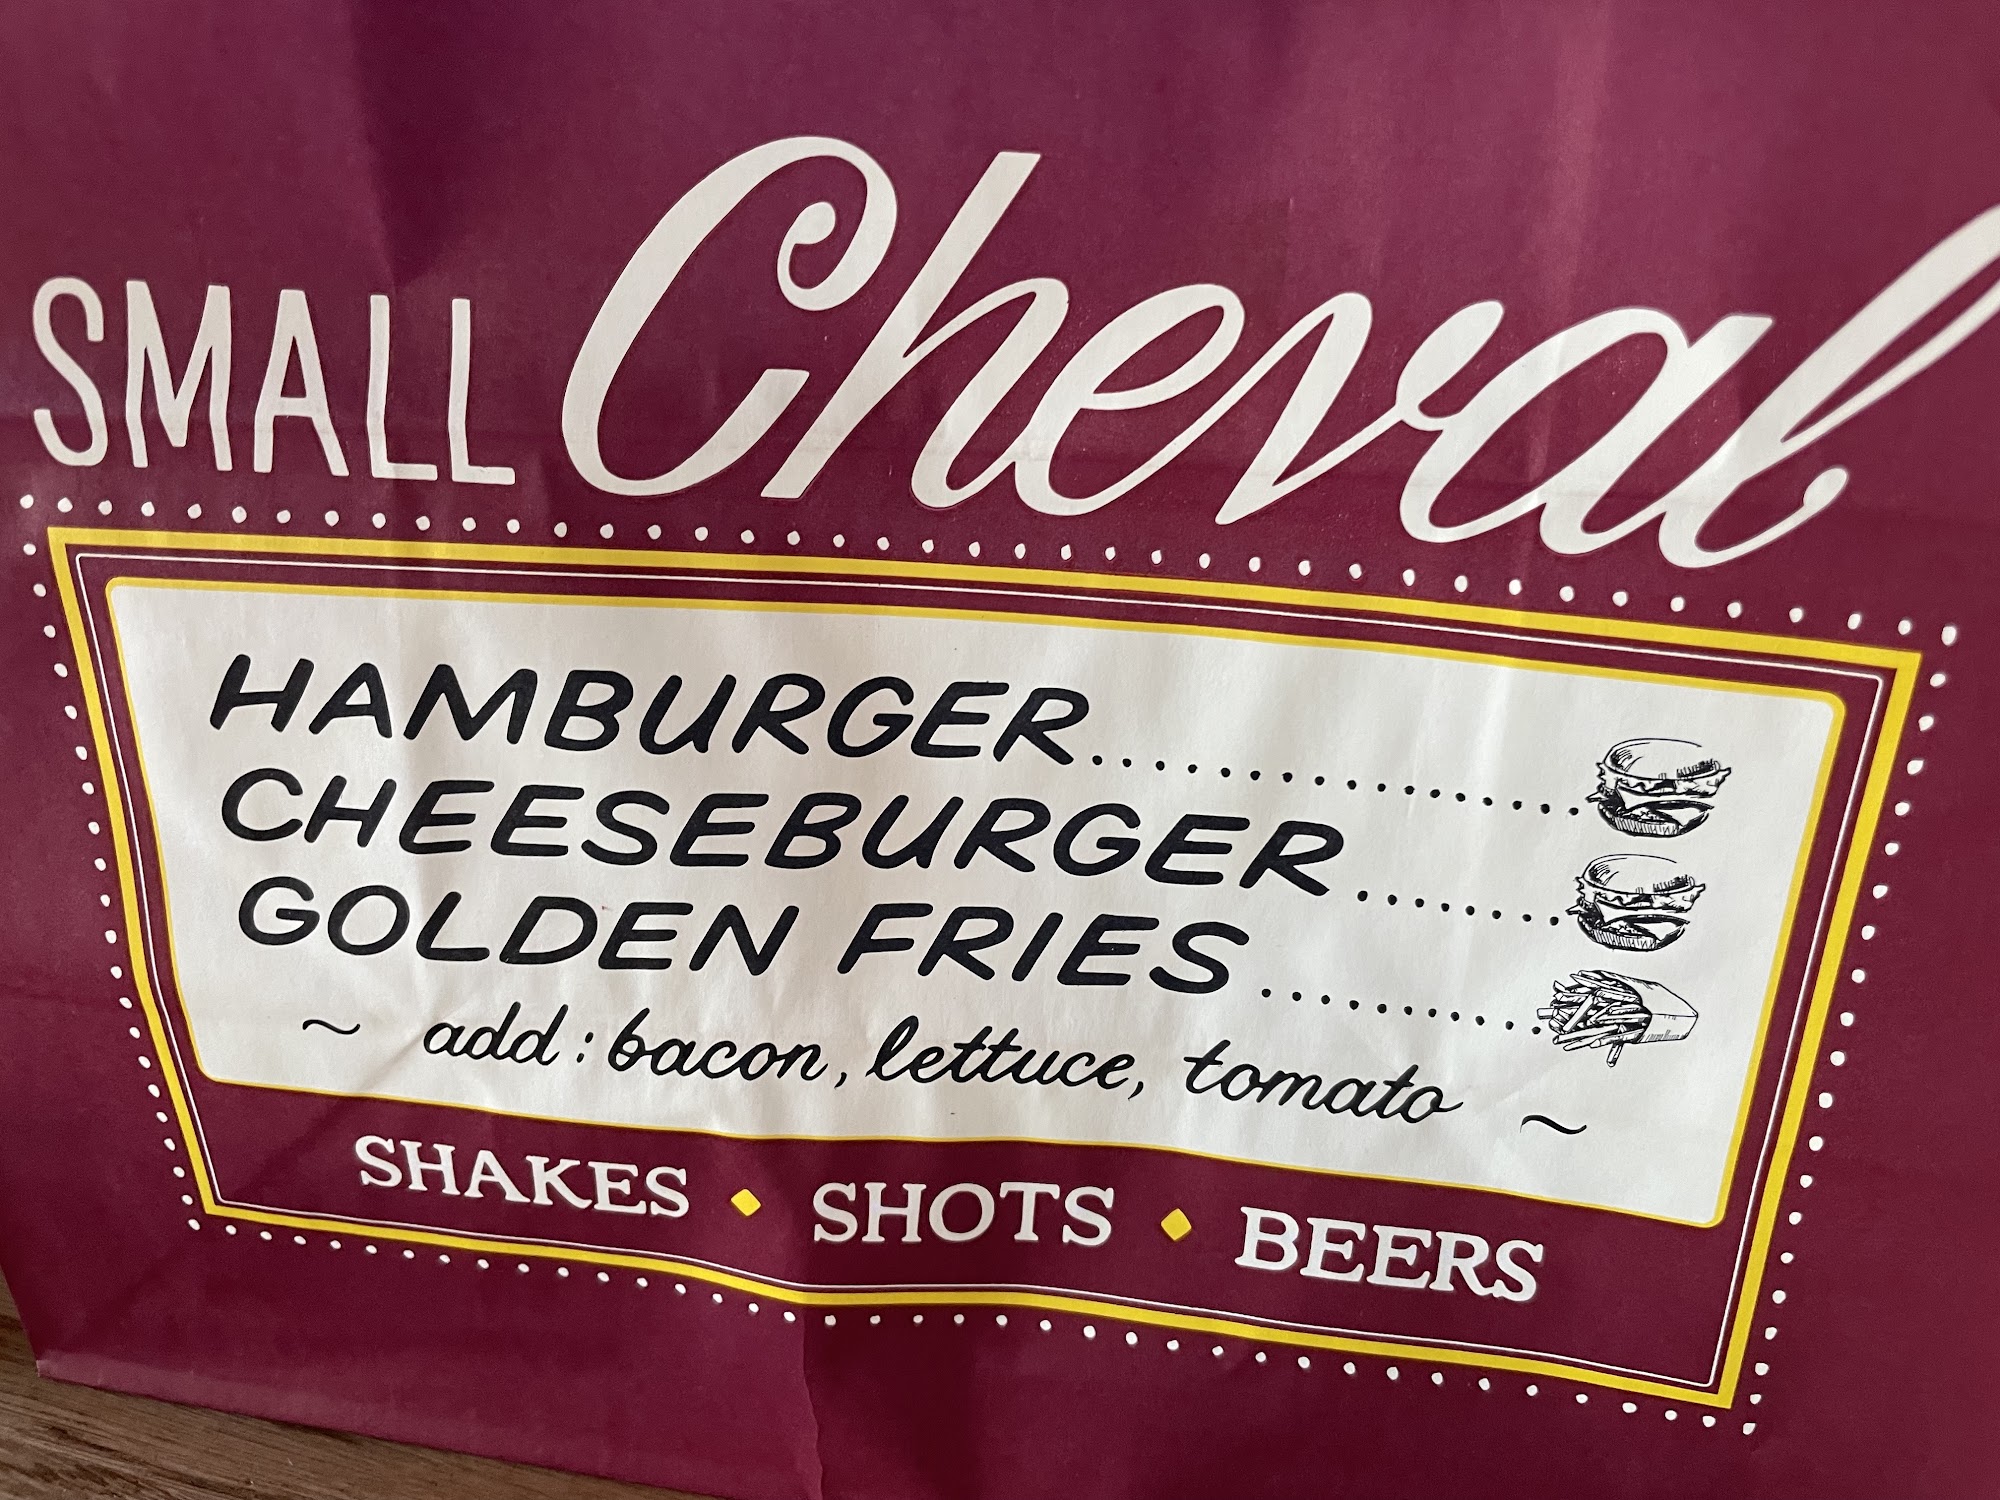 SMALL Cheval
HAMBURGER
CHEESEBURGER
GOLDEN FRIES
~ add: bacon, lettuce, tomato ~
SHAKES ◆ SHOTS ◆ BEERS